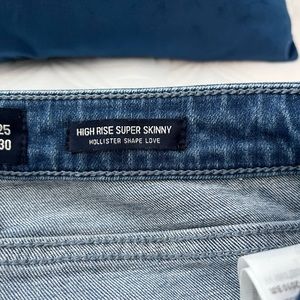 25
30
HIGH RISE SUPER SKINNY
HOLLISTER SHAPE LOVE